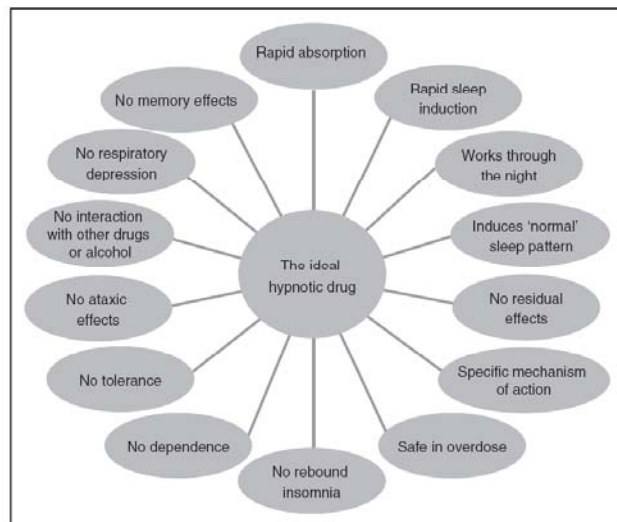 Rapid absorption
Rapid sleep
induction
Works through
the night
Induces ‘normal’
sleep pattern
No residual
effects
Specific mechanism
of action
Safe in overdose
No rebound
insomnia
No dependence
No tolerance
No ataxic
effects
No interaction
with other drugs
or alcohol
No respiratory
depression
No memory effects
The ideal
hypnotic drug